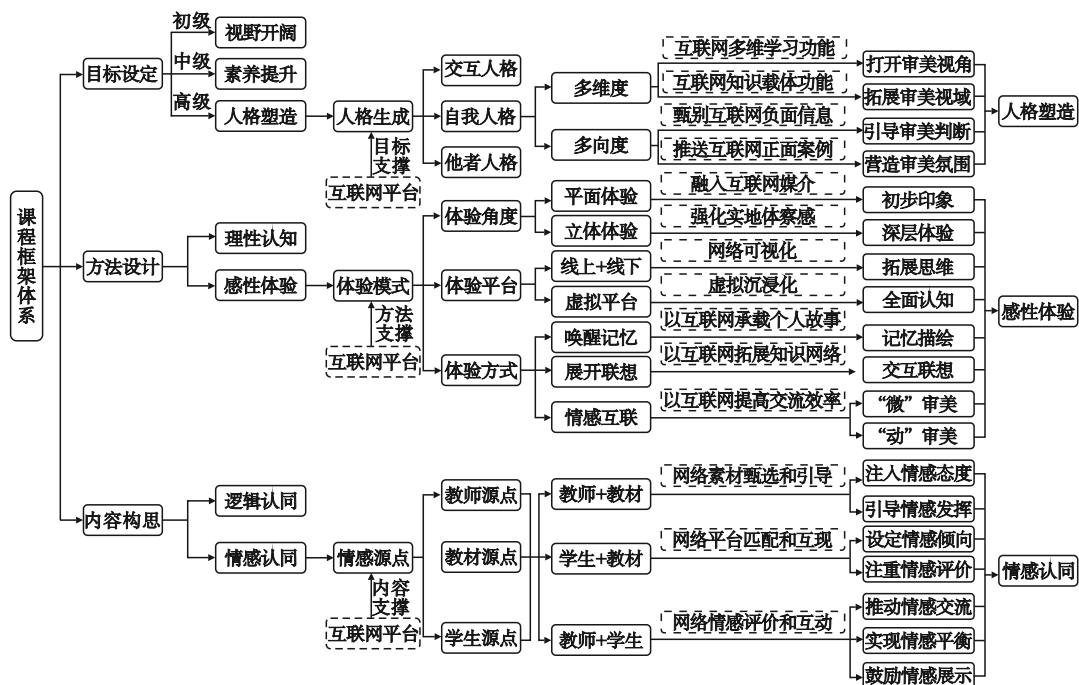 课程框架体系
目标设定
初级
视野开阔
中级
素养提升
高级
人格塑造
人格生成
目标
支撑
互联网平台
交互人格
自我人格
他者人格
多维度
多向度
互联网多维学习功能
互联网知识载体功能
甄别互联网负面信息
推送互联网正面案例
打开审美视角
拓展审美视域
引导审美判断
营造审美氛围
人格塑造
方法设计
理性认知
感性体验
体验模式
方法
支撑
互联网平台
体验角度
体验平台
体验方式
平面体验
立体体验
线上+线下
虚拟平台
唤醒记忆
展开联想
情感互联
融入互联网媒介
强化实地体察感
网络可视化
虚拟沉浸化
以互联网承载个人故事
以互联网拓展知识网络
以互联网提高交流效率
初步印象
深层体验
拓展思维
全面认知
记忆描绘
交互联想
“微”审美
“动”审美
感性体验
内容构思
逻辑认同
情感认同
情感源点
内容
支撑
互联网平台
教师源点
教材源点
学生源点
教师+教材
学生+教材
教师+学生
网络素材甄选和引导
网络平台匹配和互现
网络情感评价和互动
注入情感态度
引导情感发挥
设定情感倾向
注重情感评价
推动情感交流
实现情感平衡
鼓励情感展示
情感认同